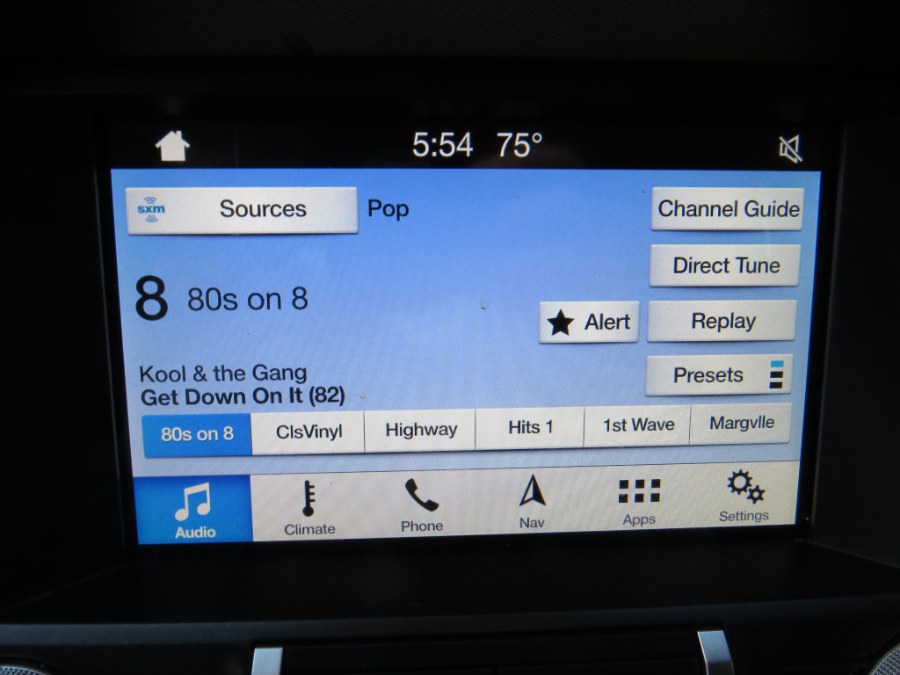 5:54 75°
sxm Sources Pop Channel Guide
Direct Tune
8 80s on 8
Alert Replay
Presets
Kool & the Gang
Get Down On It (82)
80s on 8 ClsVinyl Highway Hits 1 1st Wave Margvlle
Audio Climate Phone Nav Apps Settings